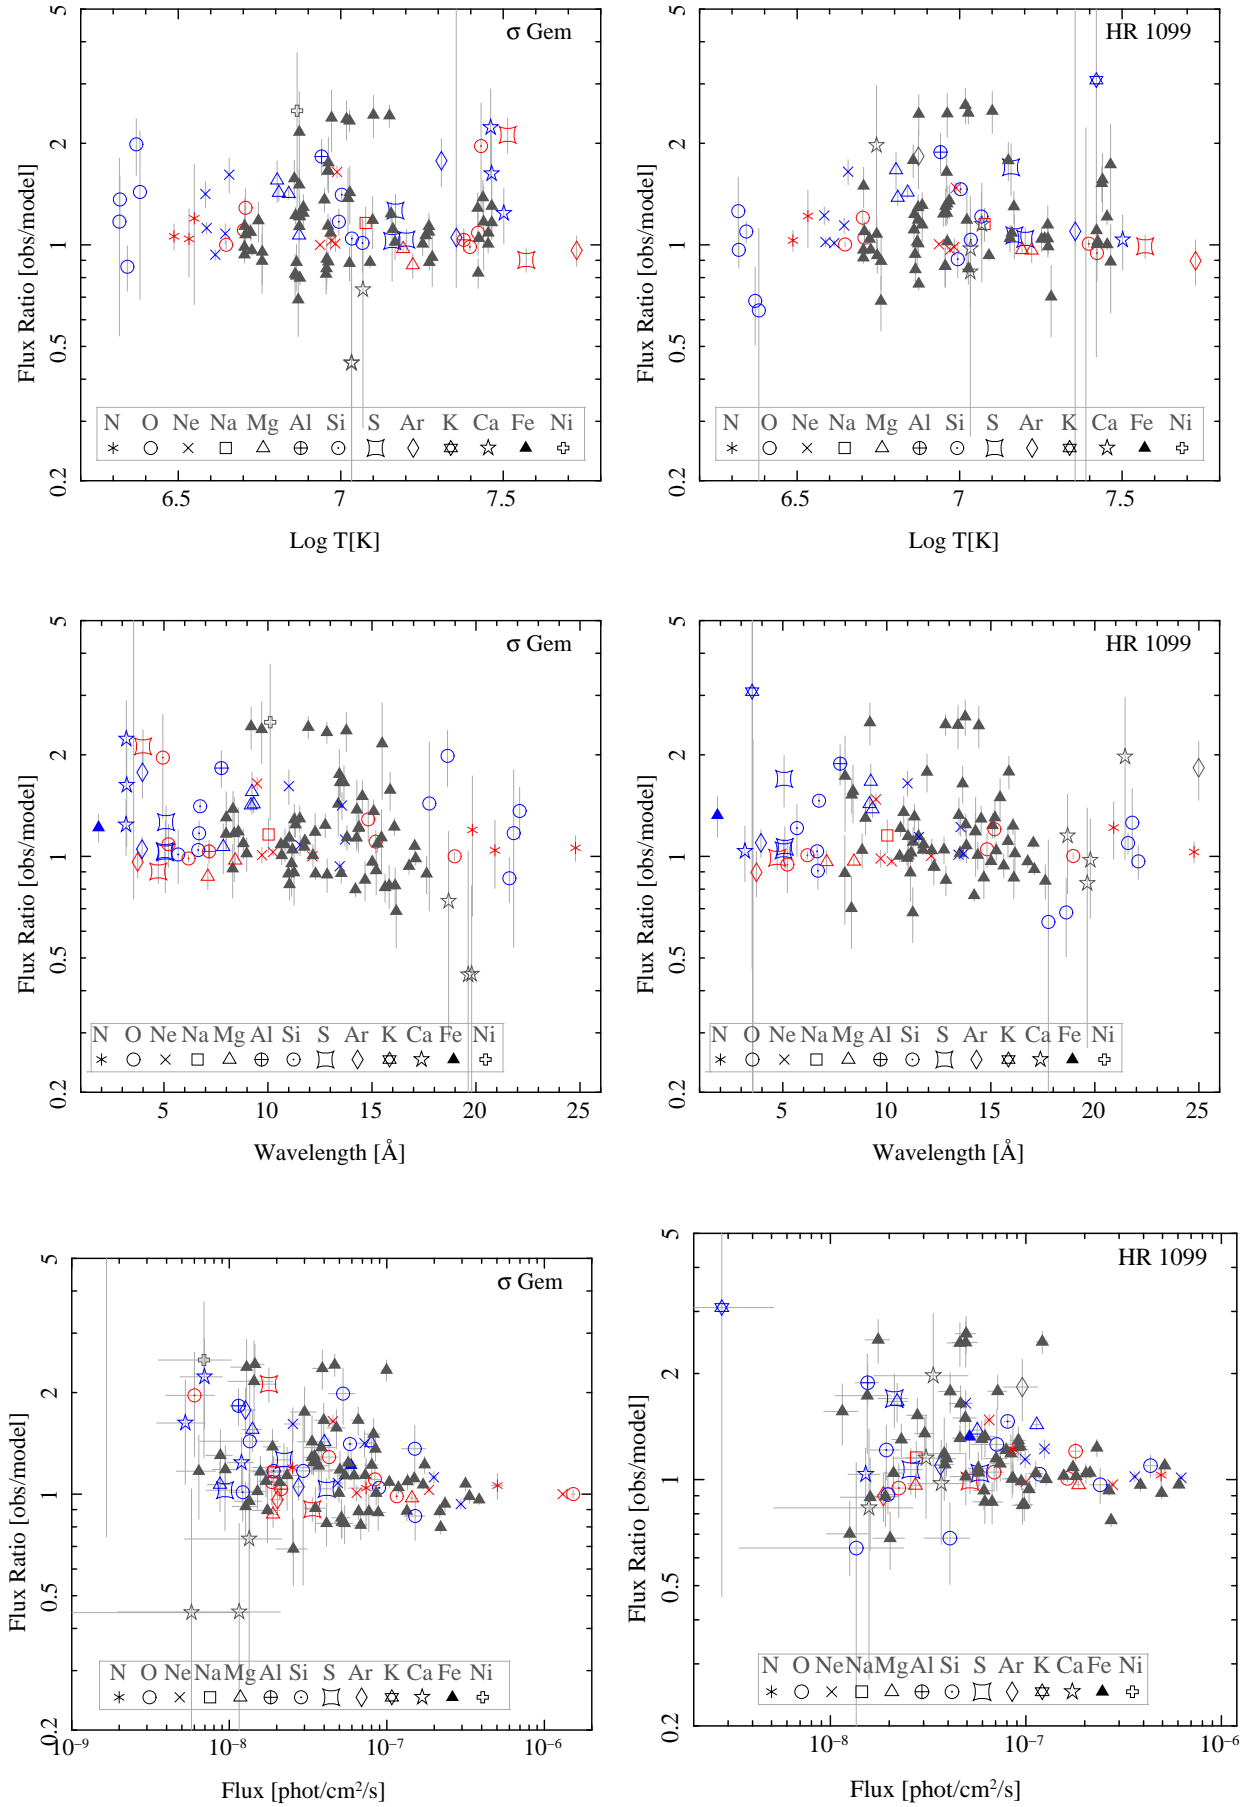 σ Gem
5
2
1
0.5
0.2
Flux Ratio [obs/model]
N O Ne Na Mg Al Si S Ar K Ca Fe Ni
6.5 7 7.5
Log T[K]
HR 1099
5
2
1
0.5
0.2
Flux Ratio [obs/model]
N O Ne Na Mg Al Si S Ar K Ca Fe Ni
6.5 7 7.5
Log T[K]
σ Gem
5
2
1
0.5
0.2
Flux Ratio [obs/model]
N O Ne Na Mg Al Si S Ar K Ca Fe Ni
5 10 15 20 25
Wavelength [Å]
HR 1099
5
2
1
0.5
0.2
Flux Ratio [obs/model]
N O Ne Na Mg Al Si S Ar K Ca Fe Ni
5 10 15 20 25
Wavelength [Å]
σ Gem
5
2
1
0.5
0.2
Flux Ratio [obs/model]
N O Ne Na Mg Al Si S Ar K Ca Fe Ni
10⁻⁹ 10⁻⁸ 10⁻⁷ 10⁻⁶
Flux [phot/cm²/s]
HR 1099
5
2
1
0.5
0.2
Flux Ratio [obs/model]
N O Ne Na Mg Al Si S Ar K Ca Fe Ni
10⁻⁸ 10⁻⁷ 10⁻⁶
Flux [phot/cm²/s]